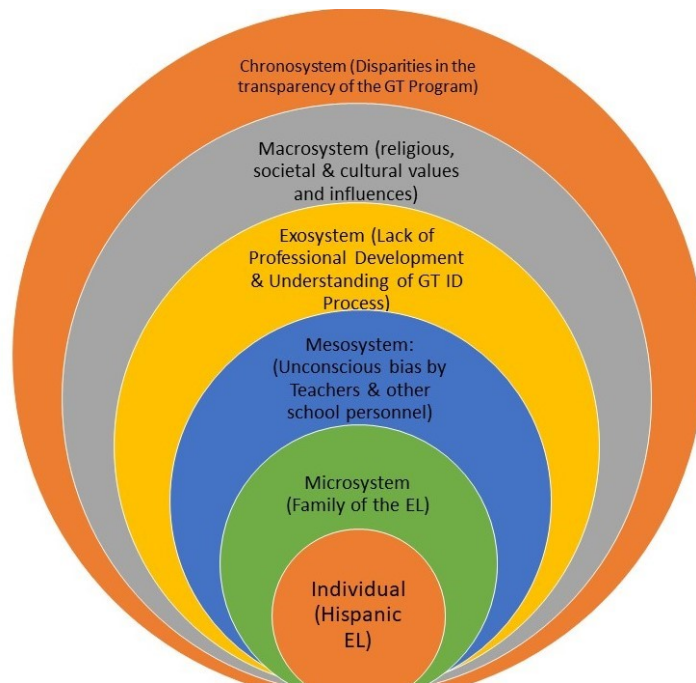 Chronosystem (Disparities in the
transparency of the GT Program)
Macrosystem (religious,
societal & cultural values
and influences)
Exosystem (Lack of
Professional Development
& Understanding of GT ID
Process)
Mesosystem:
(Unconscious bias by
Teachers & other
school personnel)
Microsystem
(Family of the EL)
Individual
(Hispanic
EL)